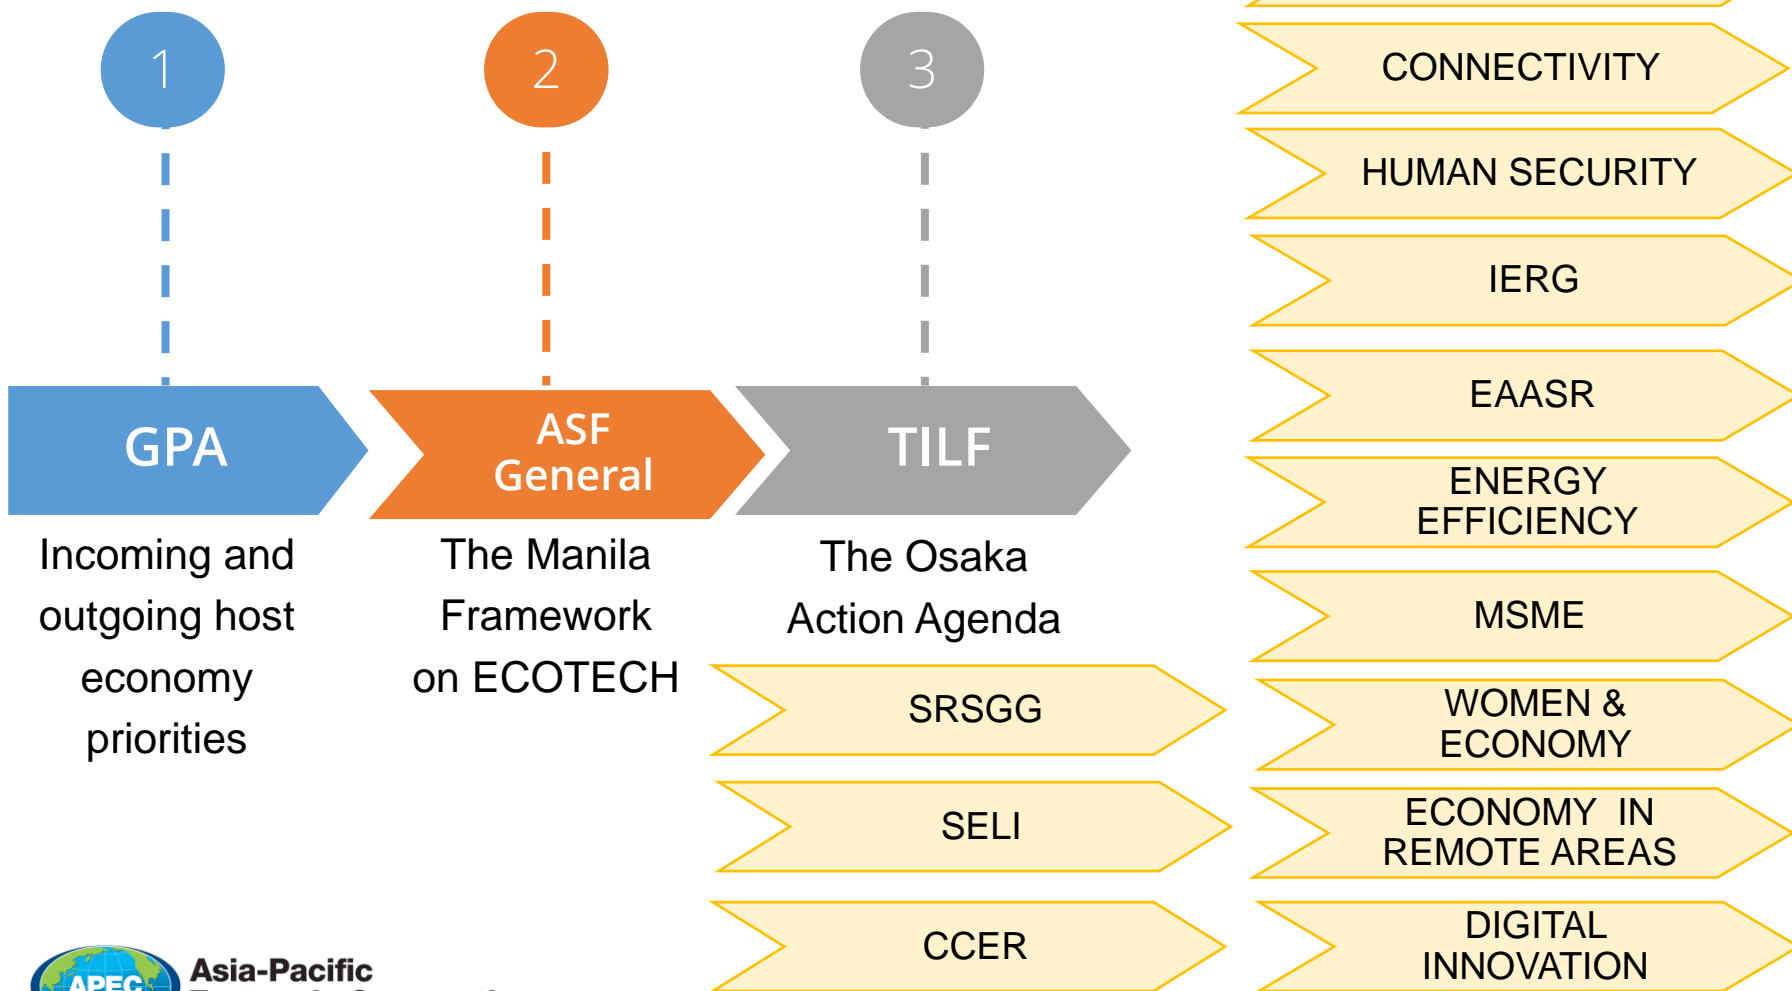 1
2
3
GPA
ASF
General
TILF
Incoming and
outgoing host
economy
priorities
The Manila
Framework
on ECOTECH
The Osaka
Action Agenda
SRSGG
SELI
CCER
CONNECTIVITY
HUMAN SECURITY
IERG
EAASR
ENERGY
EFFICIENCY
MSME
WOMEN &
ECONOMY
ECONOMY IN
REMOTE AREAS
DIGITAL
INNOVATION
APEC
Asia-Pacific